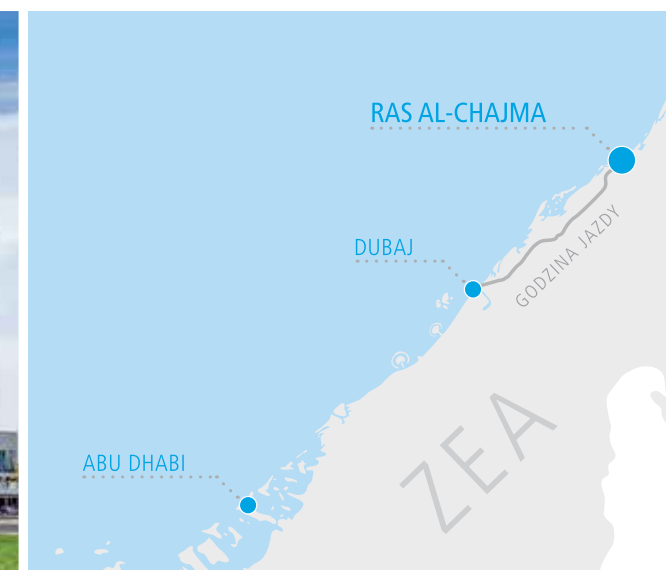 RAS AL-CHAJMA
DUBAJ
GODZINA JAZDY
ZEA
ABU DHABI